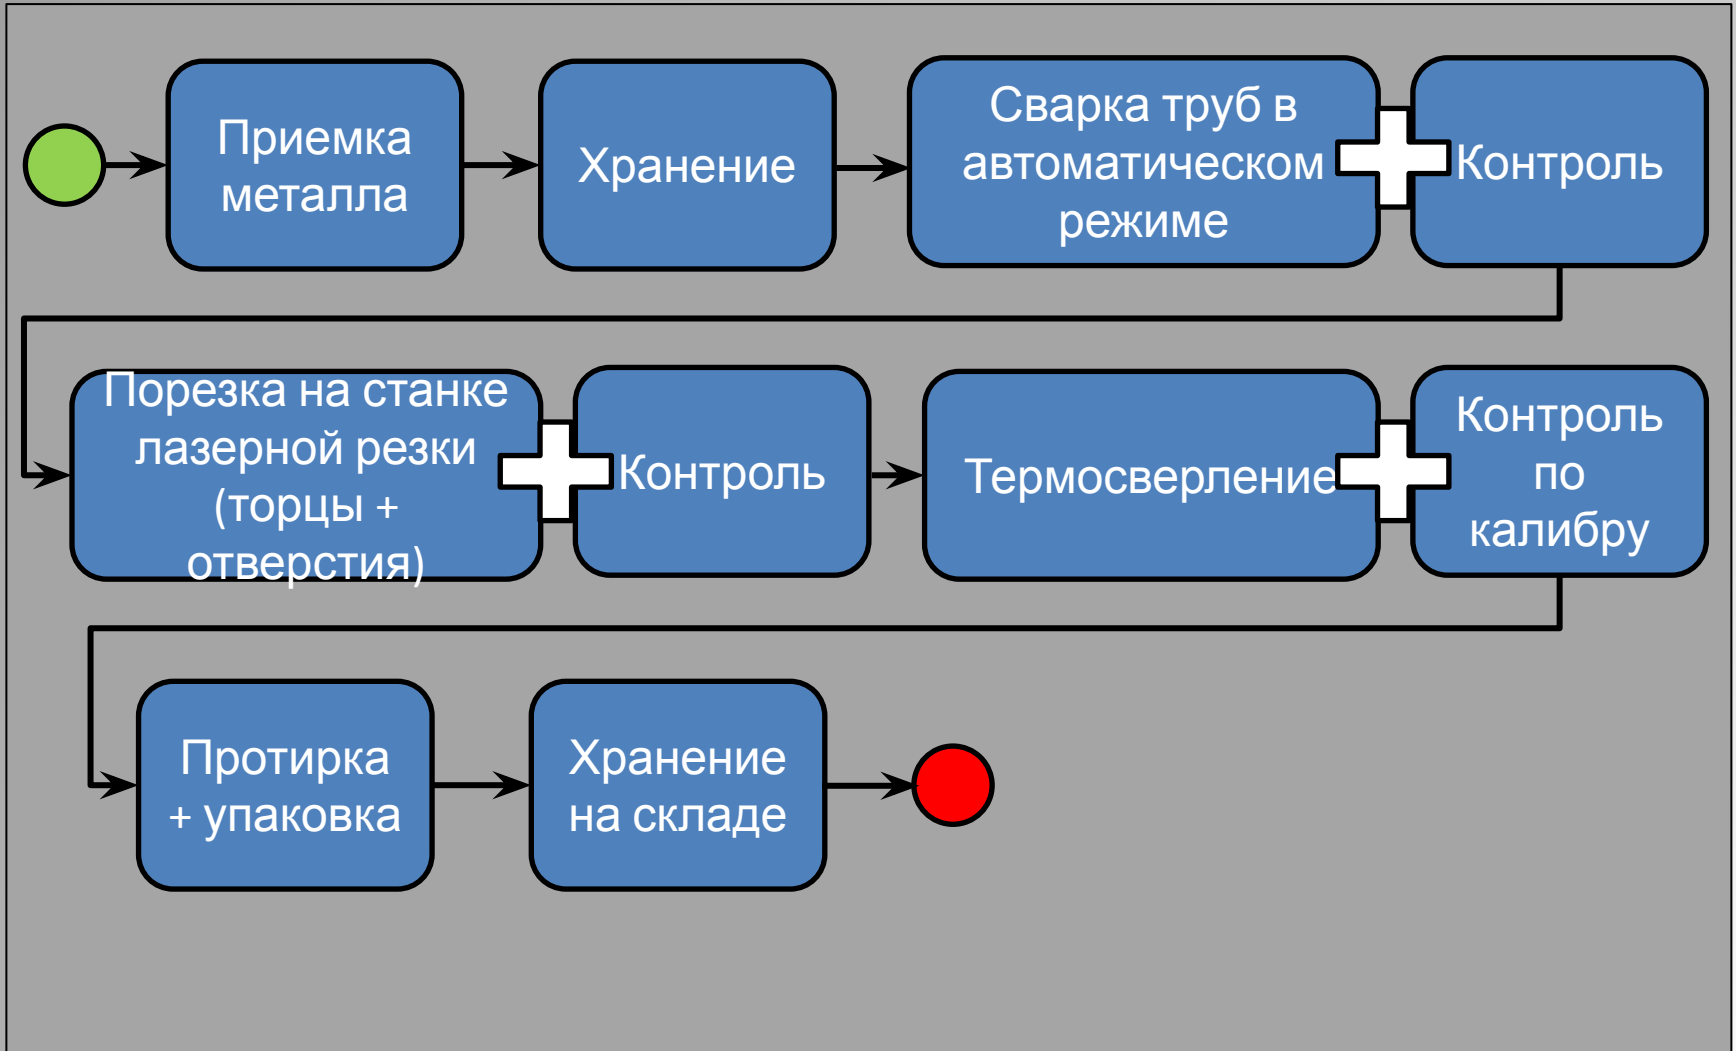 Приемка
металла
Хранение
Сварка труб в
автоматическом
режиме
Контроль
Порезка на станке
лазерной резки
(торцы +
отверстия)
Контроль
Термосверление
Контроль
по
калибру
Протирка
+ упаковка
Хранение
на складе